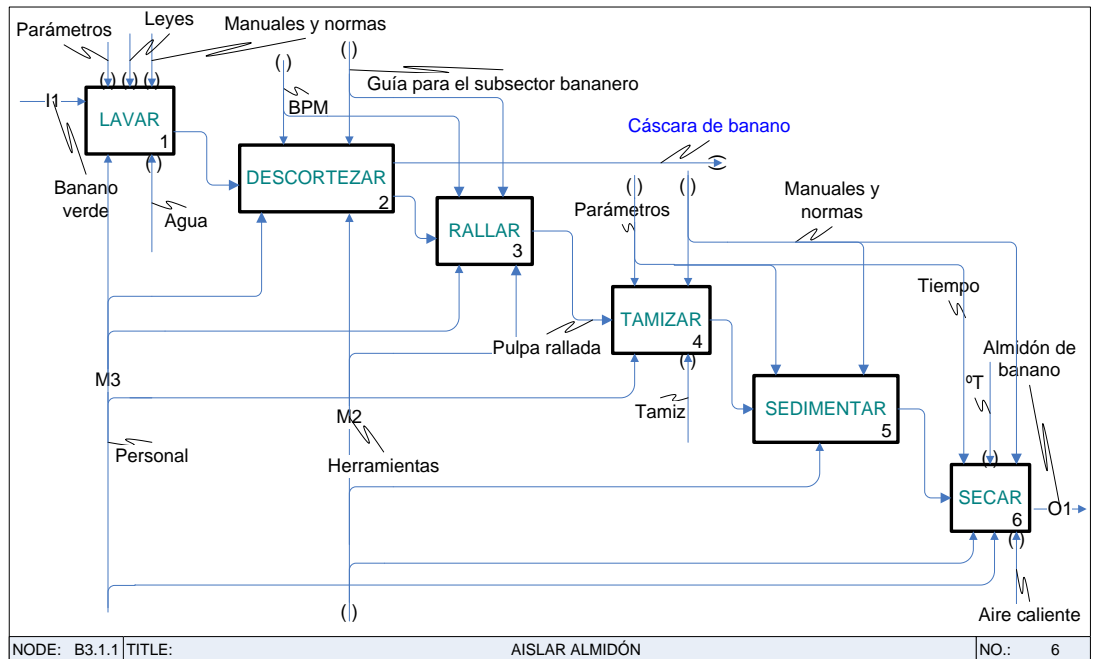 Parámetros
Leyes
Manuales y normas
( )
( )
( ) ( ) ( )
I1
LAVAR
1
Banano
verde
( )
Agua
BPM
Guía para el subsector bananero
DESCORTEZAR
2
Cáscara de banano
( )
RALLAR
3
( )
( )
Parámetros
Manuales y
normas
Pulpa rallada
TAMIZAR
4
( )
Tamiz
Tiempo
ºT
Almidón de
banano
SEDIMENTAR
5
M3
Personal
M2
Herramientas
( )
SECAR
6
( )
O1
Aire caliente
( )
NODE: B3.1.1 TITLE: AISLAR ALMIDÓN NO.: 6